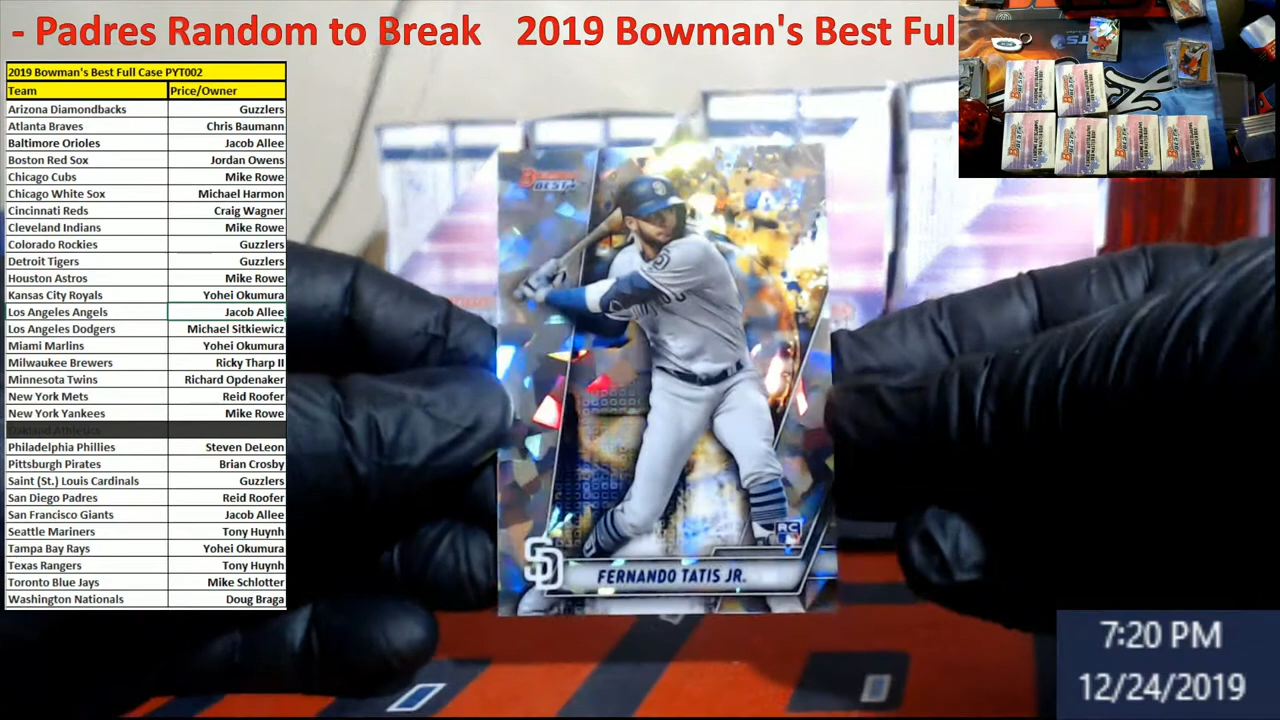 - Padres Random to Break 2019 Bowman's Best Ful
2019 Bowman's Best Full Case PYT002
Team Price/Owner
Arizona Diamondbacks Guzzlers
Atlanta Braves Chris Baumann
Baltimore Orioles Jacob Allee
Boston Red Sox Jordan Owens
Chicago Cubs Mike Rowe
Chicago White Sox Michael Harmon
Cincinnati Reds Craig Wagner
Cleveland Indians Mike Rowe
Colorado Rockies Guzzlers
Detroit Tigers Guzzlers
Houston Astros Mike Rowe
Kansas City Royals Yohei Okumura
Los Angeles Angels Jacob Allee
Los Angeles Dodgers Michael Sitkiewicz
Miami Marlins Yohei Okumura
Milwaukee Brewers Ricky Tharp II
Minnesota Twins Richard Opdenaker
New York Mets Reid Roofer
New York Yankees Mike Rowe
Oakland Athletics
Philadelphia Phillies Steven DeLeon
Pittsburgh Pirates Brian Crosby
Saint (St.) Louis Cardinals Guzzlers
San Diego Padres Reid Roofer
San Francisco Giants Jacob Allee
Seattle Mariners Tony Huynh
Tampa Bay Rays Yohei Okumura
Texas Rangers Tony Huynh
Toronto Blue Jays Mike Schlotter
Washington Nationals Doug Braga
Bowman's
BEST
RC
SD
FERNANDO TATIS JR.
7:20 PM
12/24/2019